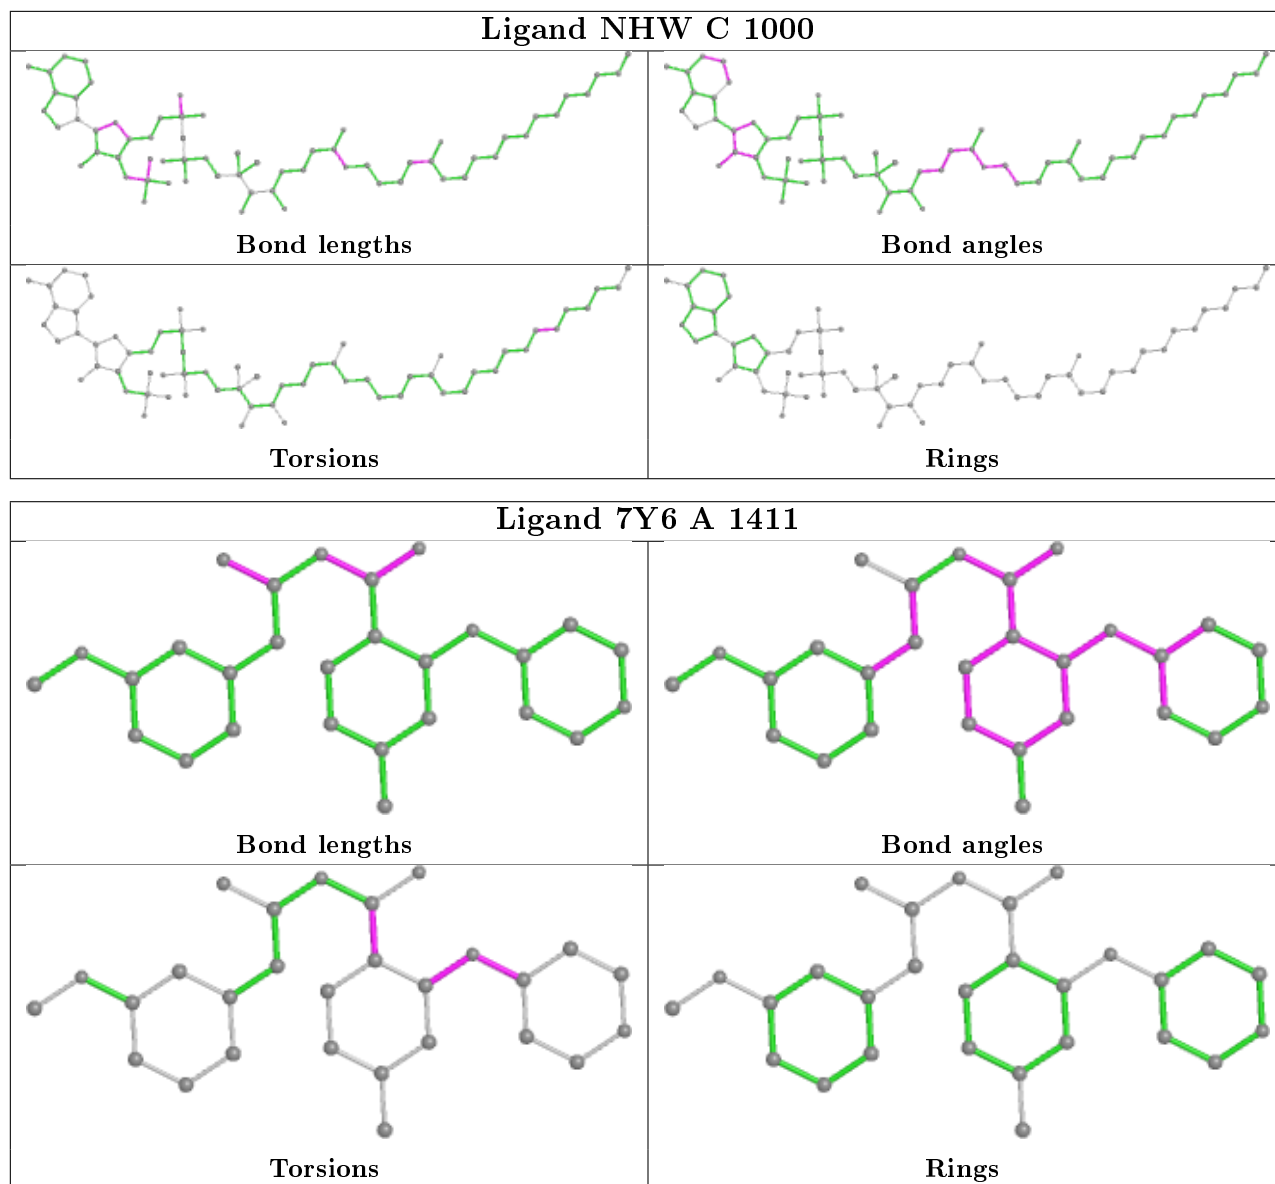 Ligand NHW C 1000
Bond lengths
Bond angles
Torsions
Rings
Ligand 7Y6 A 1411
Bond lengths
Bond angles
Torsions
Rings